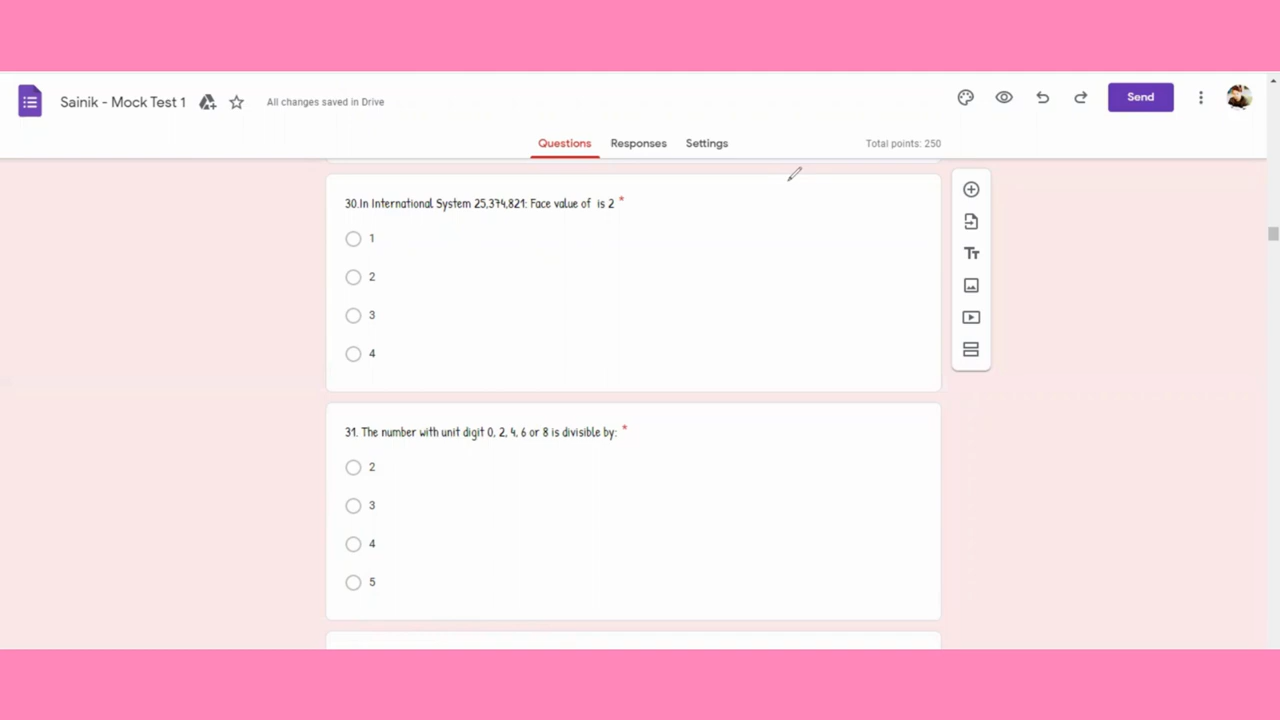 Sainik - Mock Test 1
All changes saved in Drive
Send
Questions
Responses
Settings
Total points: 250
30.In International System 25,374,821: Face value of  is 2 *
1
2
3
4
Tт
31. The number with unit digit 0, 2, 4, 6 or 8 is divisible by: *
2
3
4
5